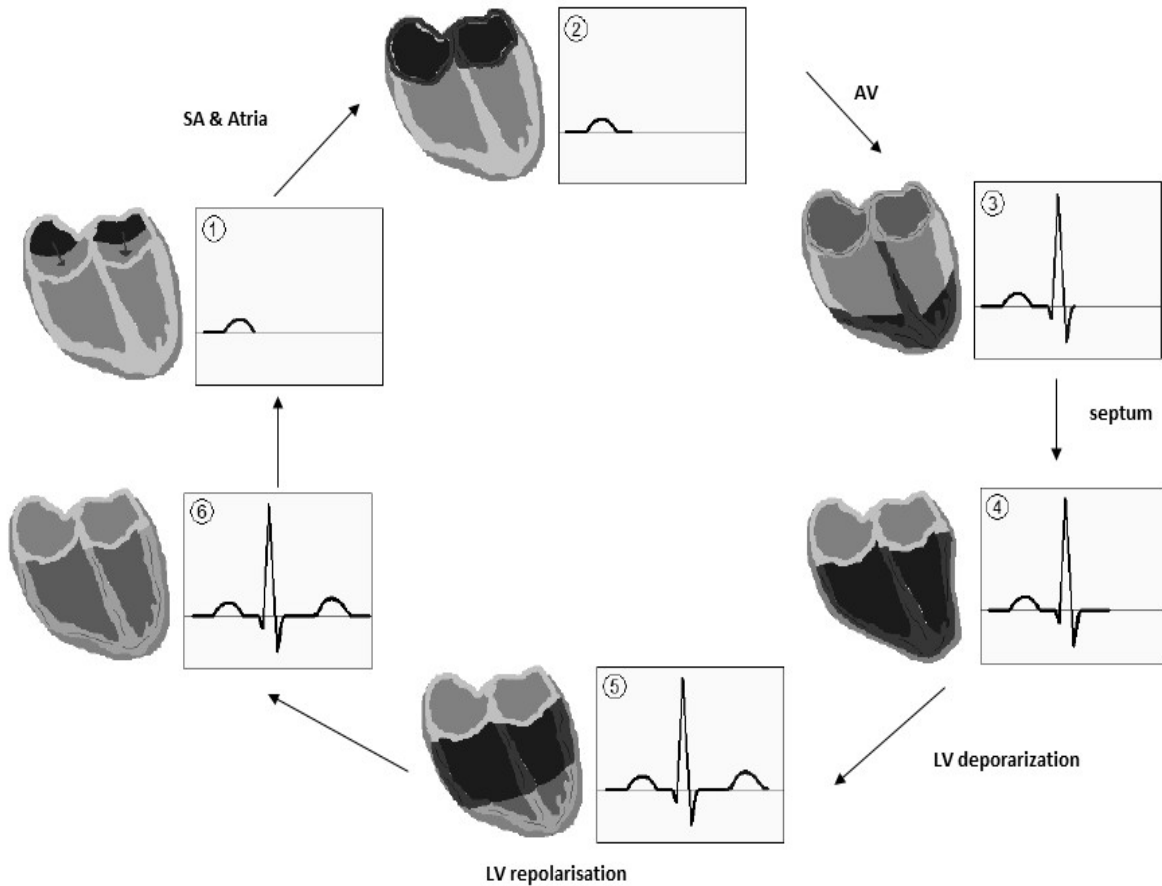 ②
AV
SA & Atria
③
①
septum
④
⑥
⑤
LV deporarization
LV repolarisation